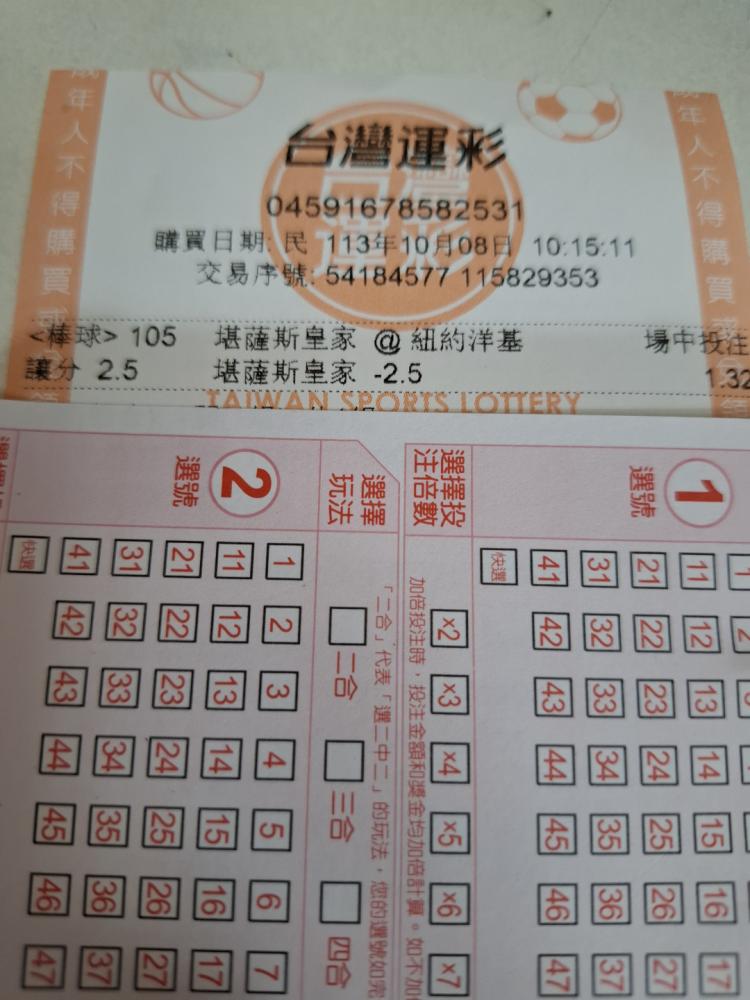 台灣運彩
04591678582531
購買日期: 民 113年10月08日 10:15:11
交易序號: 54184577 115829353
<棒球> 105 堪薩斯皇家 @ 紐約洋基 場中投注
讓分 2.5 堪薩斯皇家 -2.5 1.32
TAIWAN SPORTS LOTTERY
成年人不得購買或
年人不得購買
1 選號
快選 41 31 21 11 1
42 32 22 12 2
43 33 23 13
44 34 24 14
45 35 25 15
46 36 26 16
47 37 27 17
選擇投注倍數
加倍投注時，投注金額和獎金均加倍計算。如不加
x2
x3
x4
x5
x6
x7
選擇玩法
「二合」代表「選二中二」的玩法，您的選號如完
二合
三合
四合
2 選號
快選 41 31 21 11 1
42 32 22 12 2
43 33 23 13 3
44 34 24 14 4
45 35 25 15 5
46 36 26 16 6
47 37 27 17 7